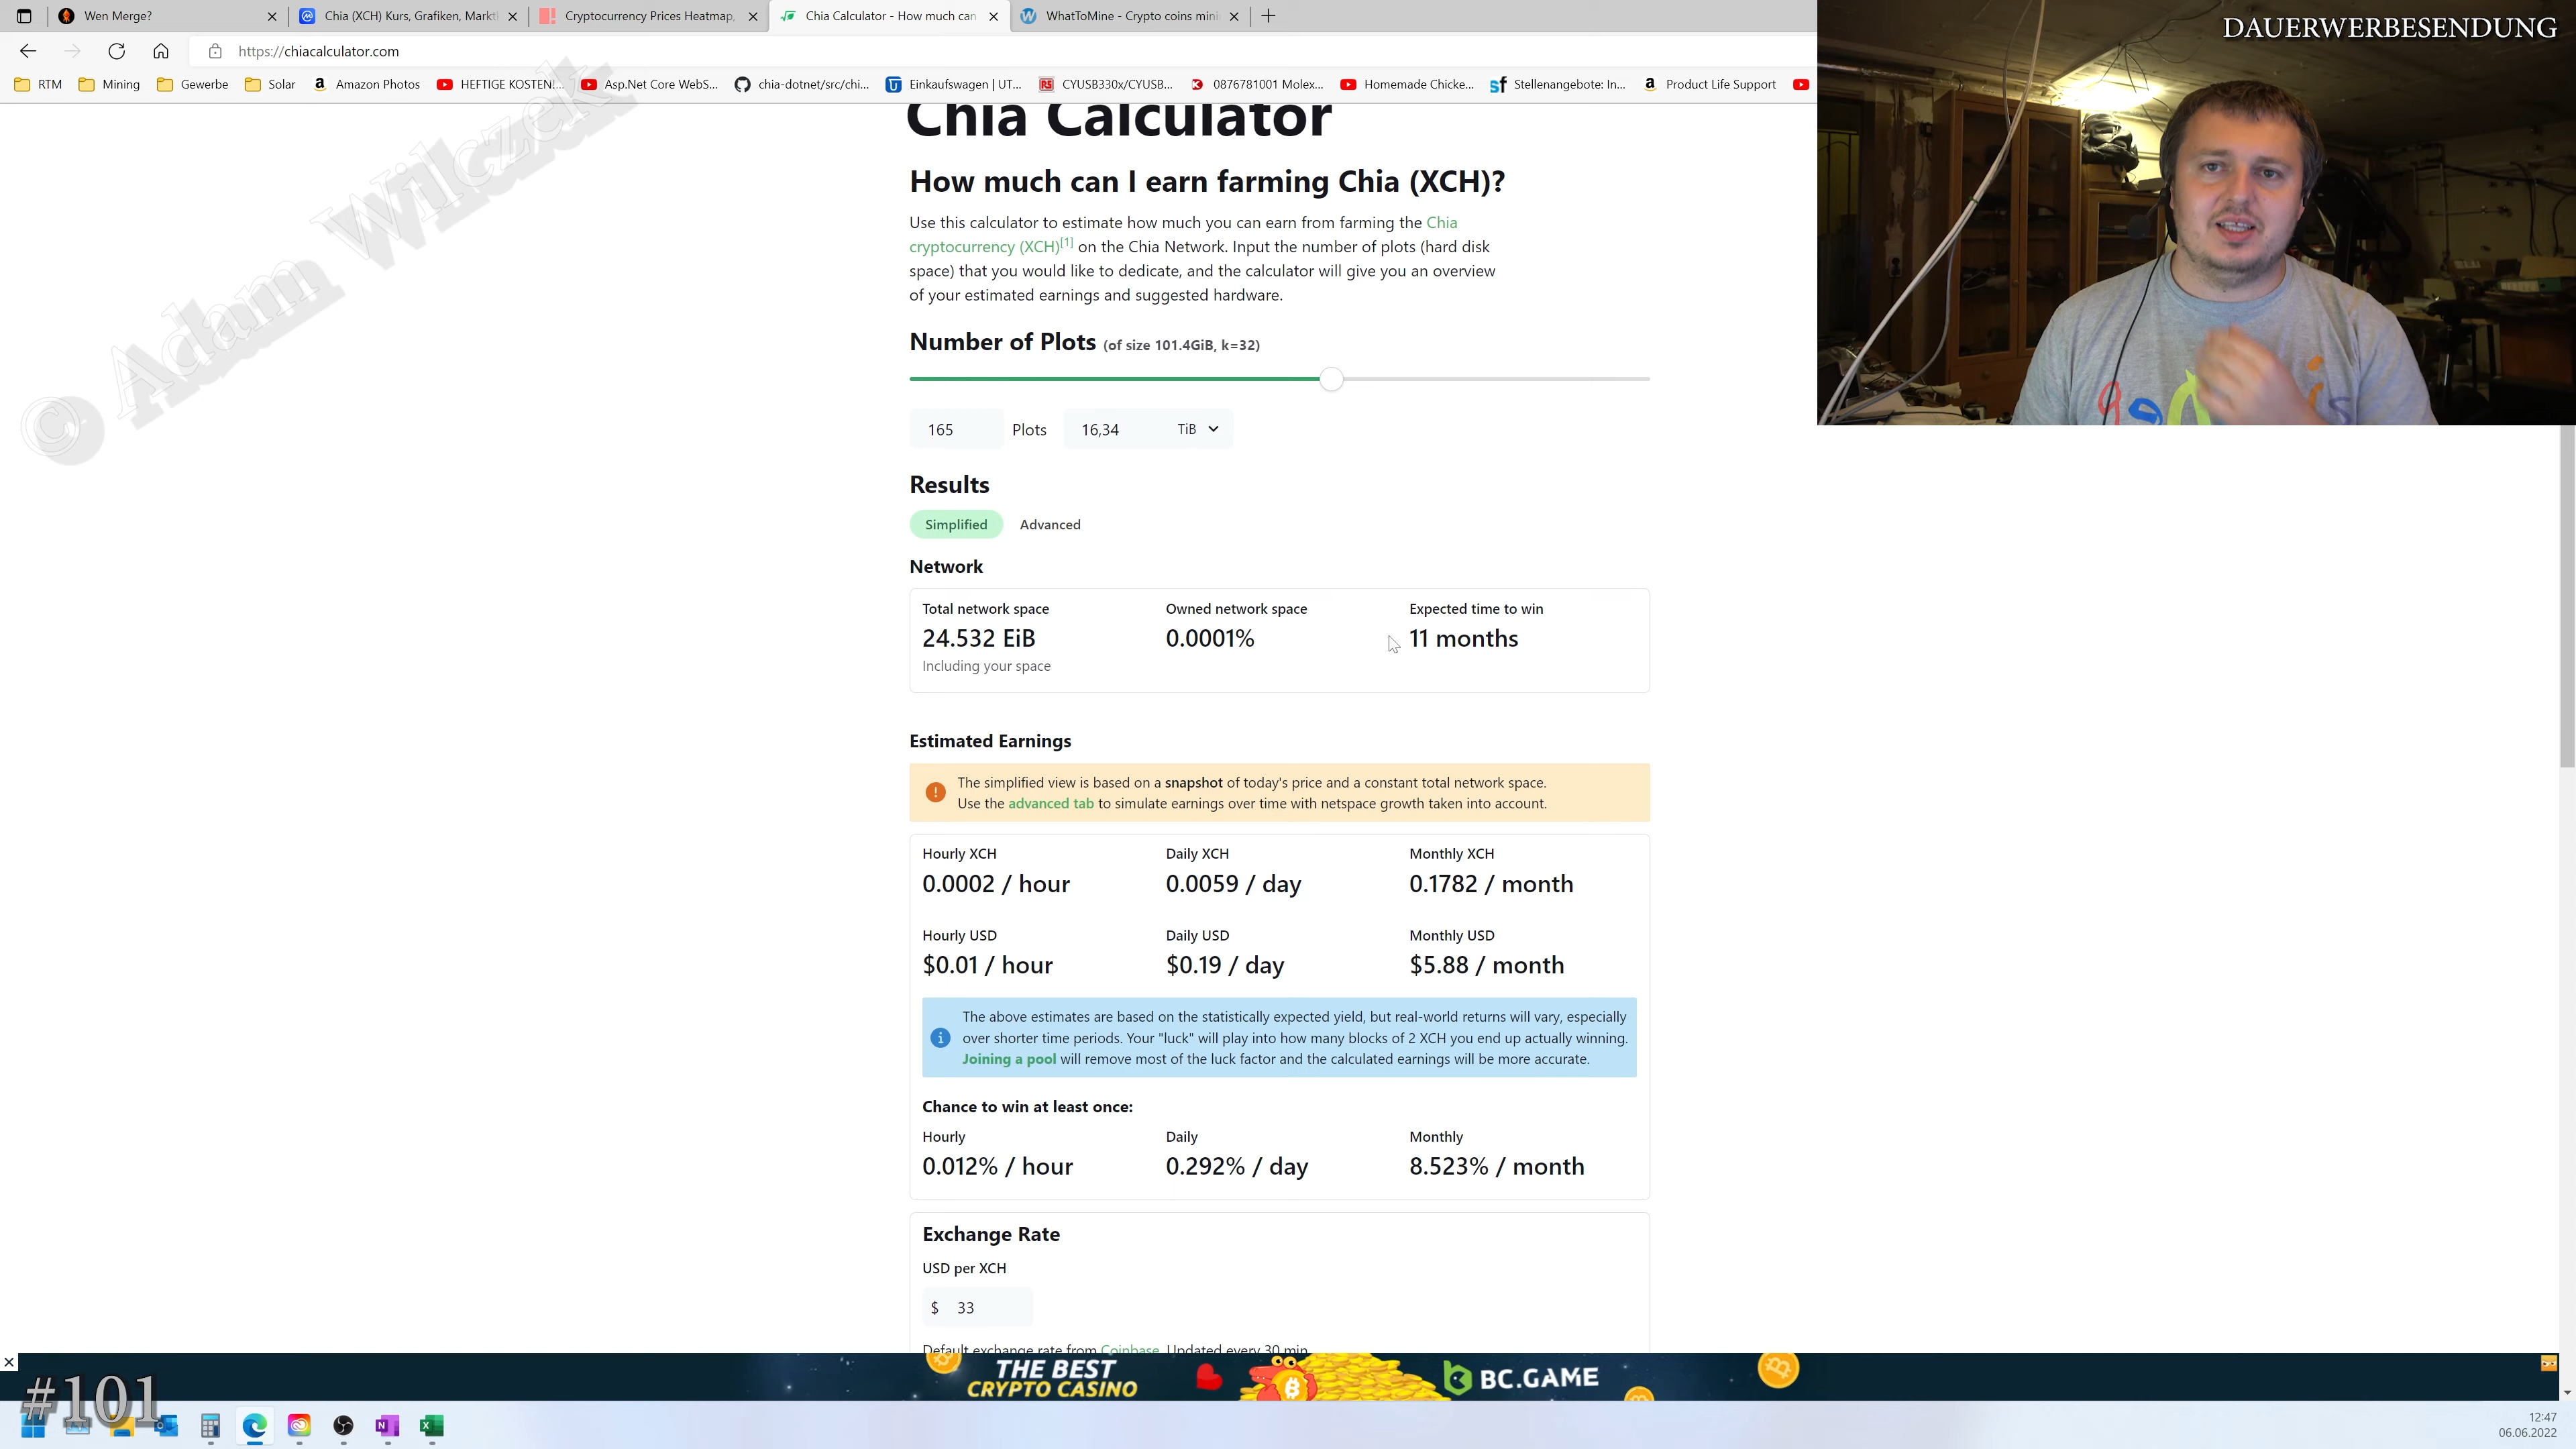 Wen Merge?
Chia (XCH) Kurs, Grafiken, Markt
Cryptocurrency Prices Heatmap,
Chia Calculator - How much can
WhatToMine - Crypto coins mini
DAUERWERBESENDUNG
https://chiacalculator.com
RTM
Mining
Gewerbe
Solar
Amazon Photos
HEFTIGE KOSTEN!...
Asp.Net Core WebS...
chia-dotnet/src/chi...
Einkaufswagen | UT...
CYUSB330x/CYUSB...
0876781001 Molex...
Homemade Chicke...
Stellenangebote: In...
Product Life Support
© Adam Wilczek
Chia Calculator
How much can I earn farming Chia (XCH)?
Use this calculator to estimate how much you can earn from farming the Chia
cryptocurrency (XCH)[1] on the Chia Network. Input the number of plots (hard disk
space) that you would like to dedicate, and the calculator will give you an overview
of your estimated earnings and suggested hardware.
Number of Plots (of size 101.4GiB, k=32)
165 Plots 16,34 TiB
Results
Simplified Advanced
Network
Total network space Owned network space Expected time to win
24.532 EiB 0.0001% 11 months
Including your space
Estimated Earnings
The simplified view is based on a snapshot of today's price and a constant total network space.
Use the advanced tab to simulate earnings over time with netspace growth taken into account.
Hourly XCH Daily XCH Monthly XCH
0.0002 / hour 0.0059 / day 0.1782 / month
Hourly USD Daily USD Monthly USD
$0.01 / hour $0.19 / day $5.88 / month
The above estimates are based on the statistically expected yield, but real-world returns will vary, especially
over shorter time periods. Your "luck" will play into how many blocks of 2 XCH you end up actually winning.
Joining a pool will remove most of the luck factor and the calculated earnings will be more accurate.
Chance to win at least once:
Hourly Daily Monthly
0.012% / hour 0.292% / day 8.523% / month
Exchange Rate
USD per XCH
$ 33
Default exchange rate from Coinbase. Updated every 30 min.
THE BEST
CRYPTO CASINO
BC.GAME
#101
12:47
06.06.2022